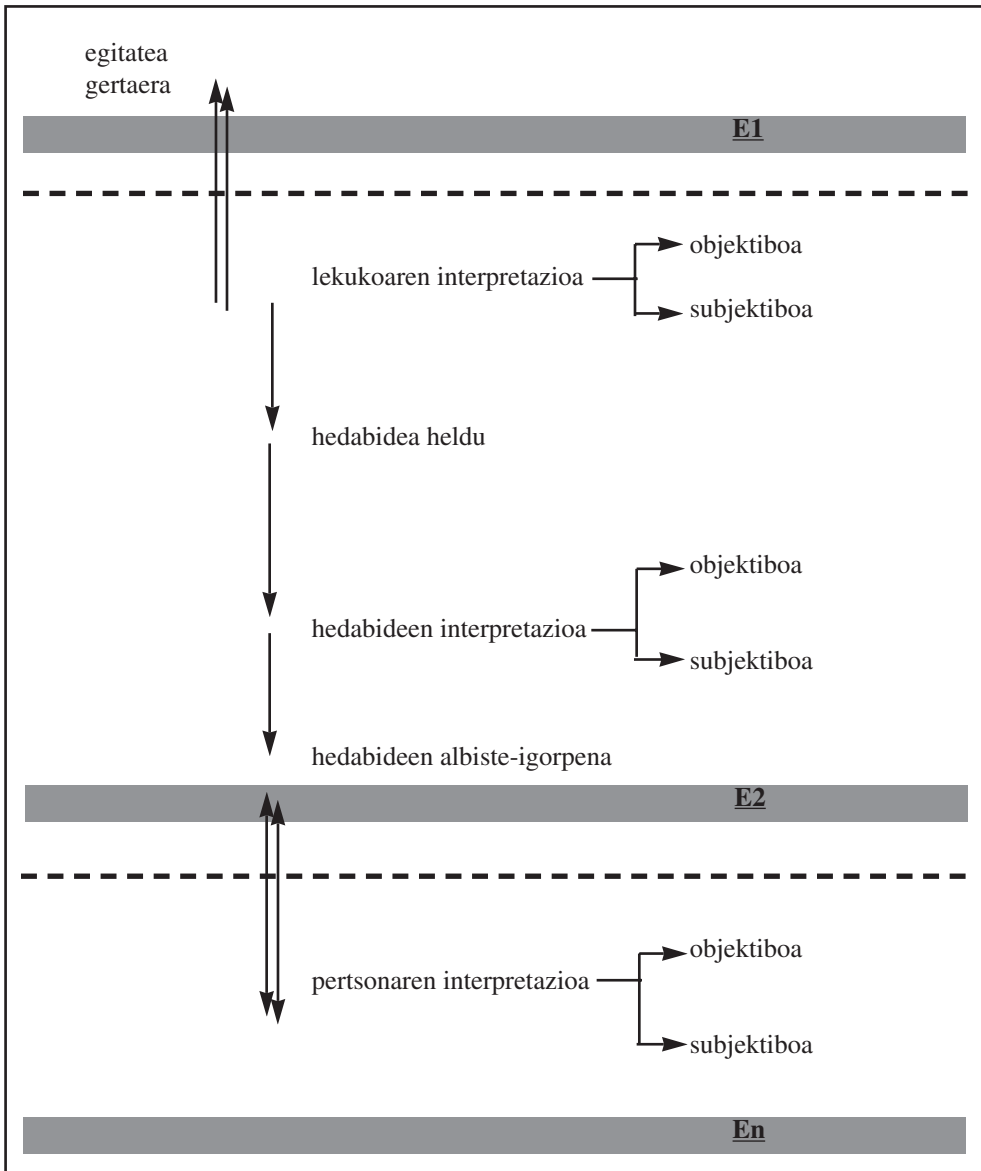 egitatea
gertaera
E1
objektiboa
lekukoaren interpretazioa
subjektiboa
hedabidea heldu
objektiboa
hedabideen interpretazioa
subjektiboa
hedabideen albiste-igorpena
E2
objektiboa
pertsonaren interpretazioa
subjektiboa
En